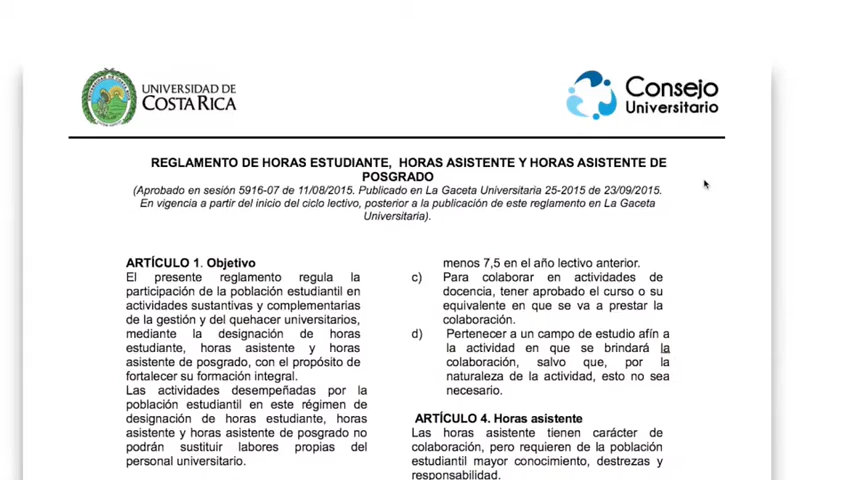 UNIVERSIDAD DE
COSTA RICA
Consejo
Universitario
REGLAMENTO DE HORAS ESTUDIANTE, HORAS ASISTENTE Y HORAS ASISTENTE DE
POSGRADO
(Aprobado en sesión 5916-07 de 11/08/2015. Publicado en La Gaceta Universitaria 25-2015 de 23/09/2015.
En vigencia a partir del inicio del ciclo lectivo, posterior a la publicación de este reglamento en La Gaceta
Universitaria).
ARTÍCULO 1. Objetivo
El presente reglamento regula la
participación de la población estudiantil en
actividades sustantivas y complementarias
de la gestión y del quehacer universitarios,
mediante la designación de horas
estudiante, horas asistente y horas
asistente de posgrado, con el propósito de
fortalecer su formación integral.
Las actividades desempeñadas por la
población estudiantil en este régimen de
designación de horas estudiante, horas
asistente y horas asistente de posgrado no
podrán sustituir labores propias del
personal universitario.
menos 7,5 en el año lectivo anterior.
c) Para colaborar en actividades de
docencia, tener aprobado el curso o su
equivalente en que se va a prestar la
colaboración.
d) Pertenecer a un campo de estudio afín a
la actividad en que se brindará la
colaboración, salvo que, por la
naturaleza de la actividad, esto no sea
necesario.
ARTÍCULO 4. Horas asistente
Las horas asistente tienen carácter de
colaboración, pero requieren de la población
estudiantil mayor conocimiento, destrezas y
responsabilidad.